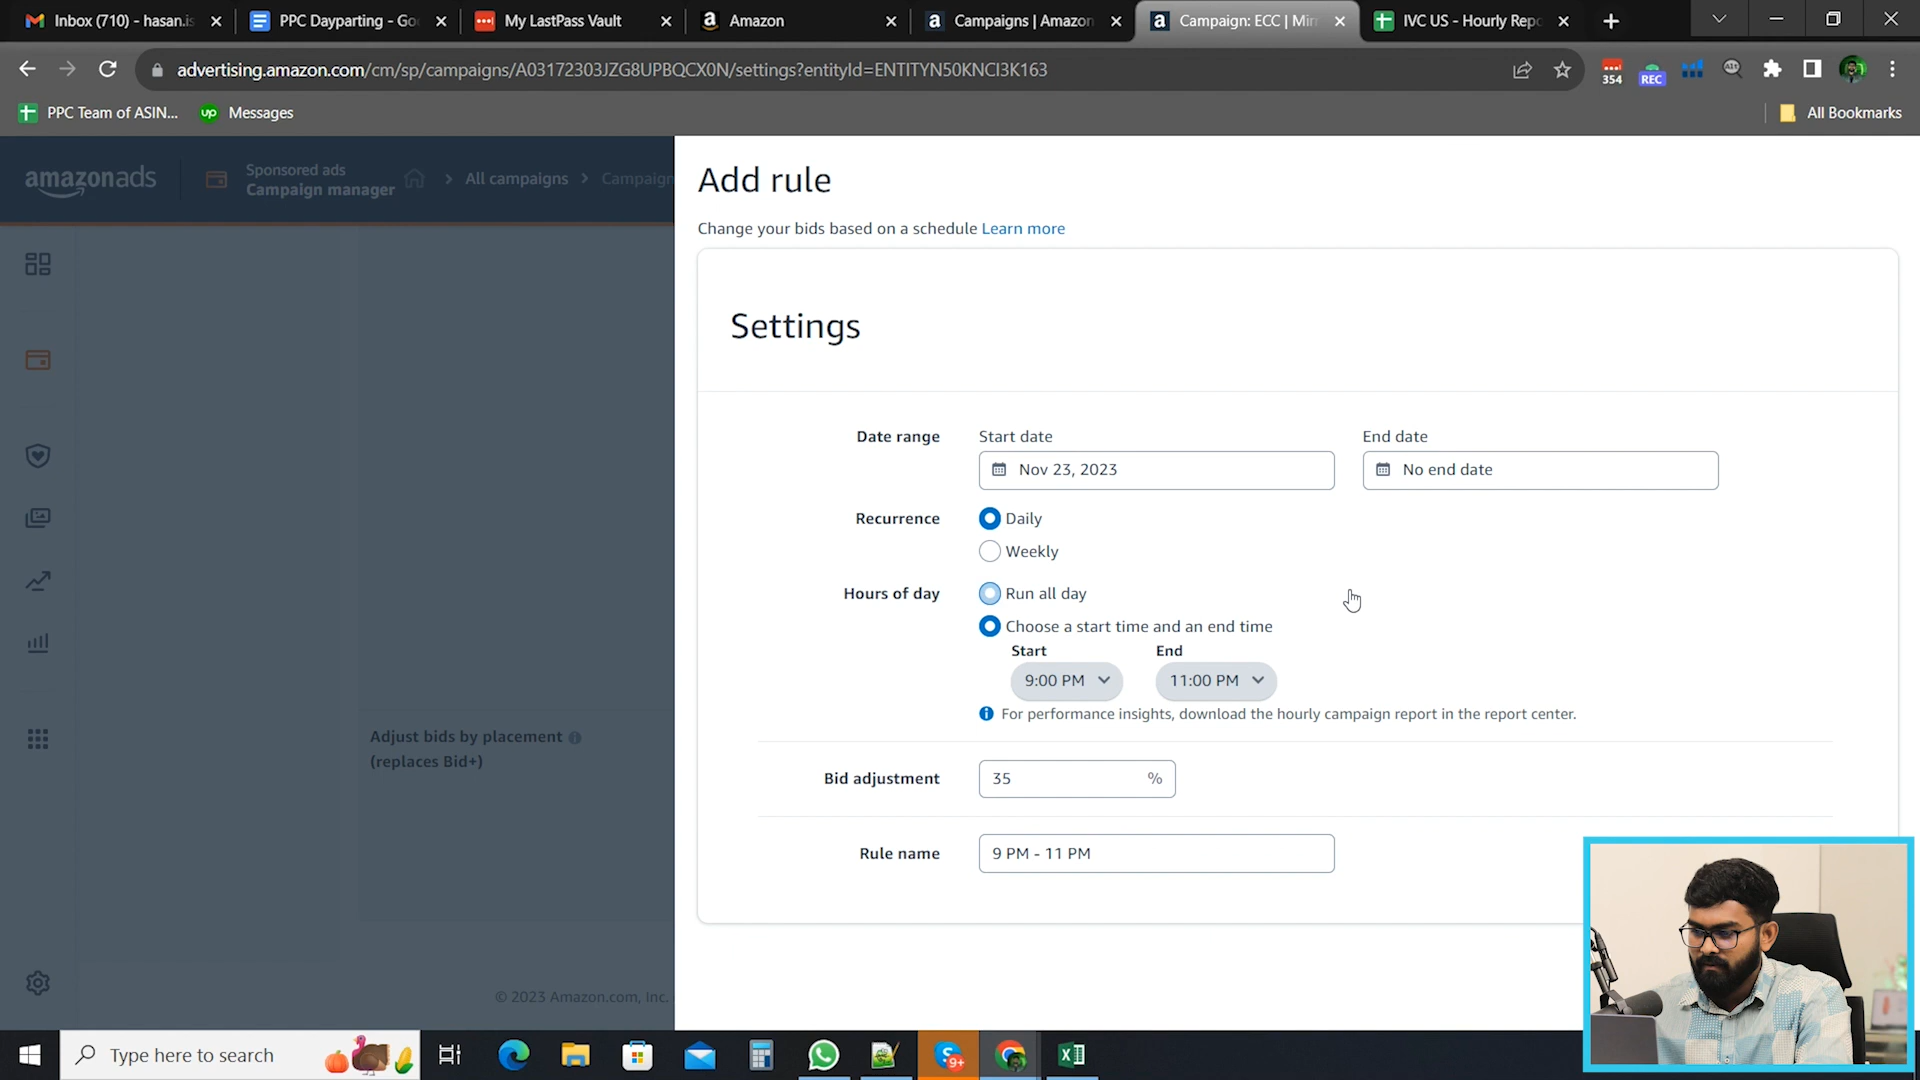 Inbox (710) - hasan.is
PPC Dayparting - Goo
My LastPass Vault
Amazon
Campaigns | Amazon
Campaign: ECC | Mirr
IVC US - Hourly Repo
advertising.amazon.com/cm/sp/campaigns/A03172303JZG8UPBQCX0N/settings?entityId=ENTITYN50KNCI3K163
354
REC
PPC Team of ASIN...
up Messages
All Bookmarks
amazonads
Sponsored ads
Campaign manager
All campaigns
Campaign
Add rule
Change your bids based on a schedule Learn more
Settings
Date range
Start date
End date
Nov 23, 2023
No end date
Recurrence
Daily
Weekly
Hours of day
Run all day
Choose a start time and an end time
Start
End
9:00 PM
11:00 PM
For performance insights, download the hourly campaign report in the report center.
Adjust bids by placement
(replaces Bid+)
Bid adjustment
35 %
Rule name
9 PM - 11 PM
© 2023 Amazon.com, Inc.
Type here to search
9+